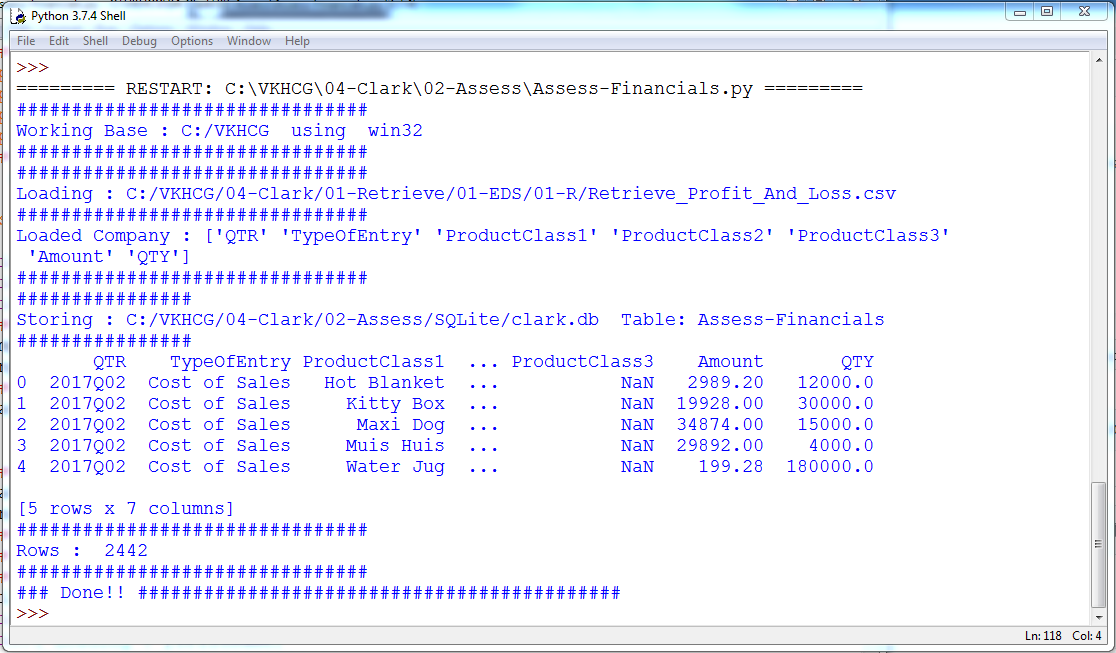 Python 3.7.4 Shell
File Edit Shell Debug Options Window Help
>>>
========= RESTART: C:\VKHCG\04-Clark\02-Assess\Assess-Financials.py =========
################################
Working Base : C:/VKHCG  using  win32
################################
################################
Loading : C:/VKHCG/04-Clark/01-Retrieve/01-EDS/01-R/Retrieve_Profit_And_Loss.csv
################################
Loaded Company : ['QTR' 'TypeOfEntry' 'ProductClass1' 'ProductClass2' 'ProductClass3'
 'Amount' 'QTY']
################################
################
Storing : C:/VKHCG/04-Clark/02-Assess/SQLite/clark.db  Table: Assess-Financials
################
       QTR    TypeOfEntry ProductClass1  ... ProductClass3    Amount       QTY
0  2017Q02  Cost of Sales   Hot Blanket  ...           NaN   2989.20   12000.0
1  2017Q02  Cost of Sales     Kitty Box  ...           NaN  19928.00   30000.0
2  2017Q02  Cost of Sales      Maxi Dog  ...           NaN  34874.00   15000.0
3  2017Q02  Cost of Sales     Muis Huis  ...           NaN  29892.00    4000.0
4  2017Q02  Cost of Sales     Water Jug  ...           NaN    199.28  180000.0
[5 rows x 7 columns]
################################
Rows :  2442
################################
### Done!! ############################################
>>>
Ln: 118 Col: 4